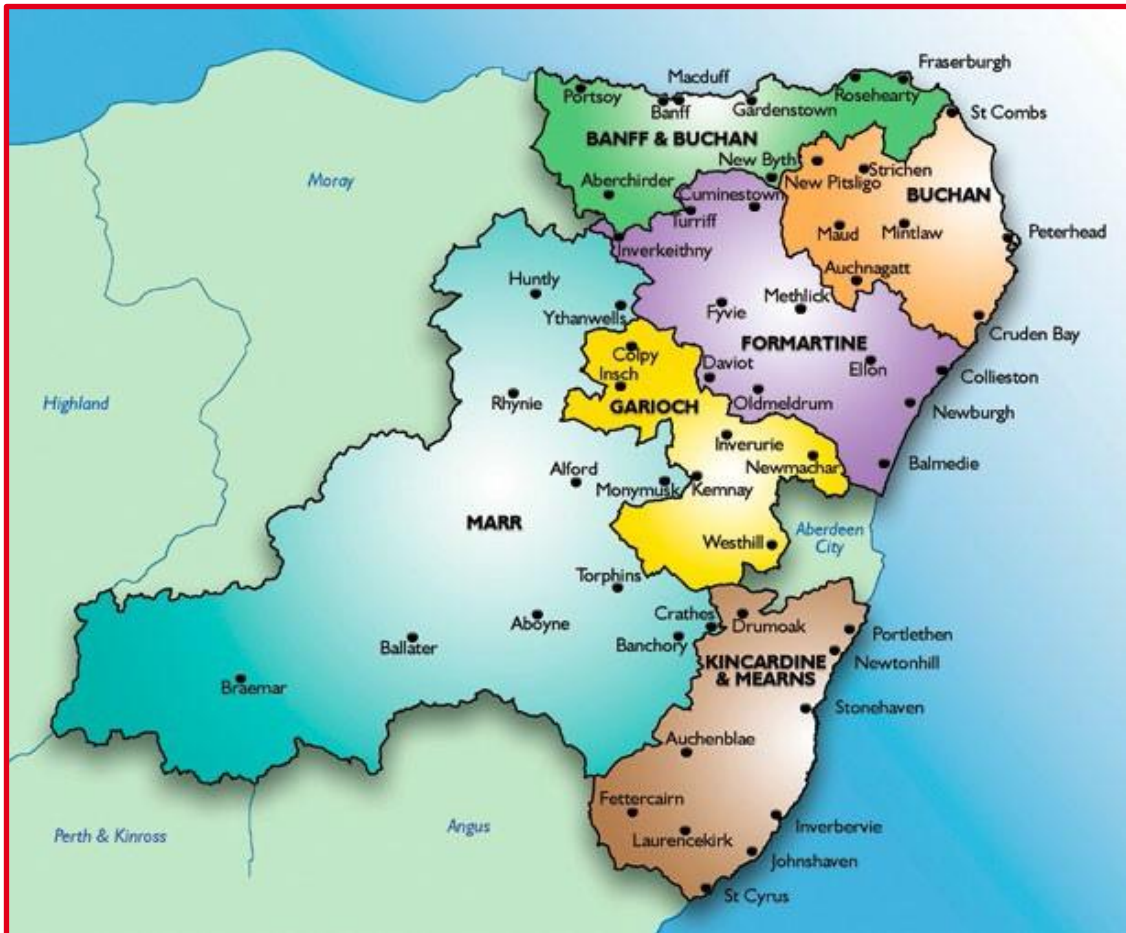 Fraserburgh
Macduff
Portsoy
Banff
Gardenstown
Rosehearty
St Combs
BANFF & BUCHAN
New Byth
Strichen
New Pitsligo
Aberchirder
Cuminestown
BUCHAN
Moray
Turriff
Maud
Mintlaw
Peterhead
Inverkeithny
Auchnagatt
Huntly
Methlick
Ythanwells
Fyvie
Cruden Bay
FORMARTINE
Colpy
Daviot
Ellon
Insch
Collieston
Highland
Rhynie
GARIOCH
Oldmeldrum
Newburgh
Inverurie
Alford
Newmachar
Balmedie
Monymusk
Kemnay
MARR
Aberdeen
City
Westhill
Torphins
Crathes
Aboyne
Drumoak
Portlethen
Ballater
Banchory
KINCARDINE
& MEARNS
Newtonhill
Braemar
Stonehaven
Auchenblae
Fettercairn
Inverbervie
Perth & Kinross
Angus
Laurencekirk
Johnshaven
St Cyrus